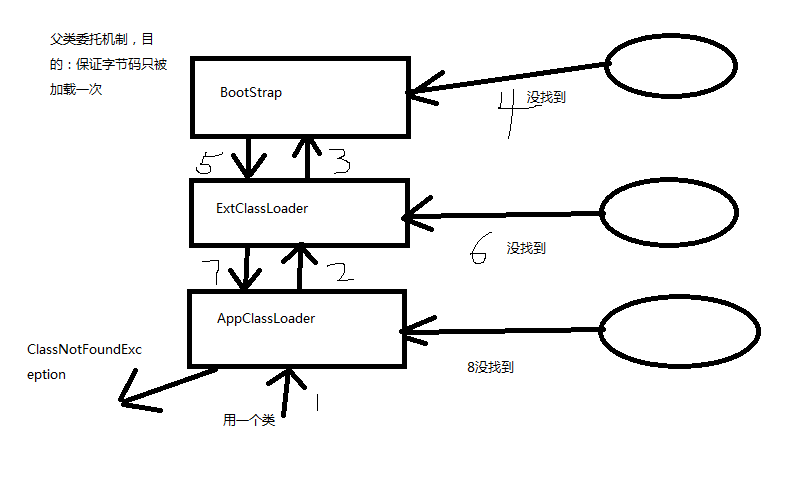 父类委托机制，目
的：保证字节码只被
加载一次
BootStrap
4 没找到
5
3
ExtClassLoader
6 没找到
7
2
AppClassLoader
ClassNotFoundExc
eption
8没找到
用一个类
1